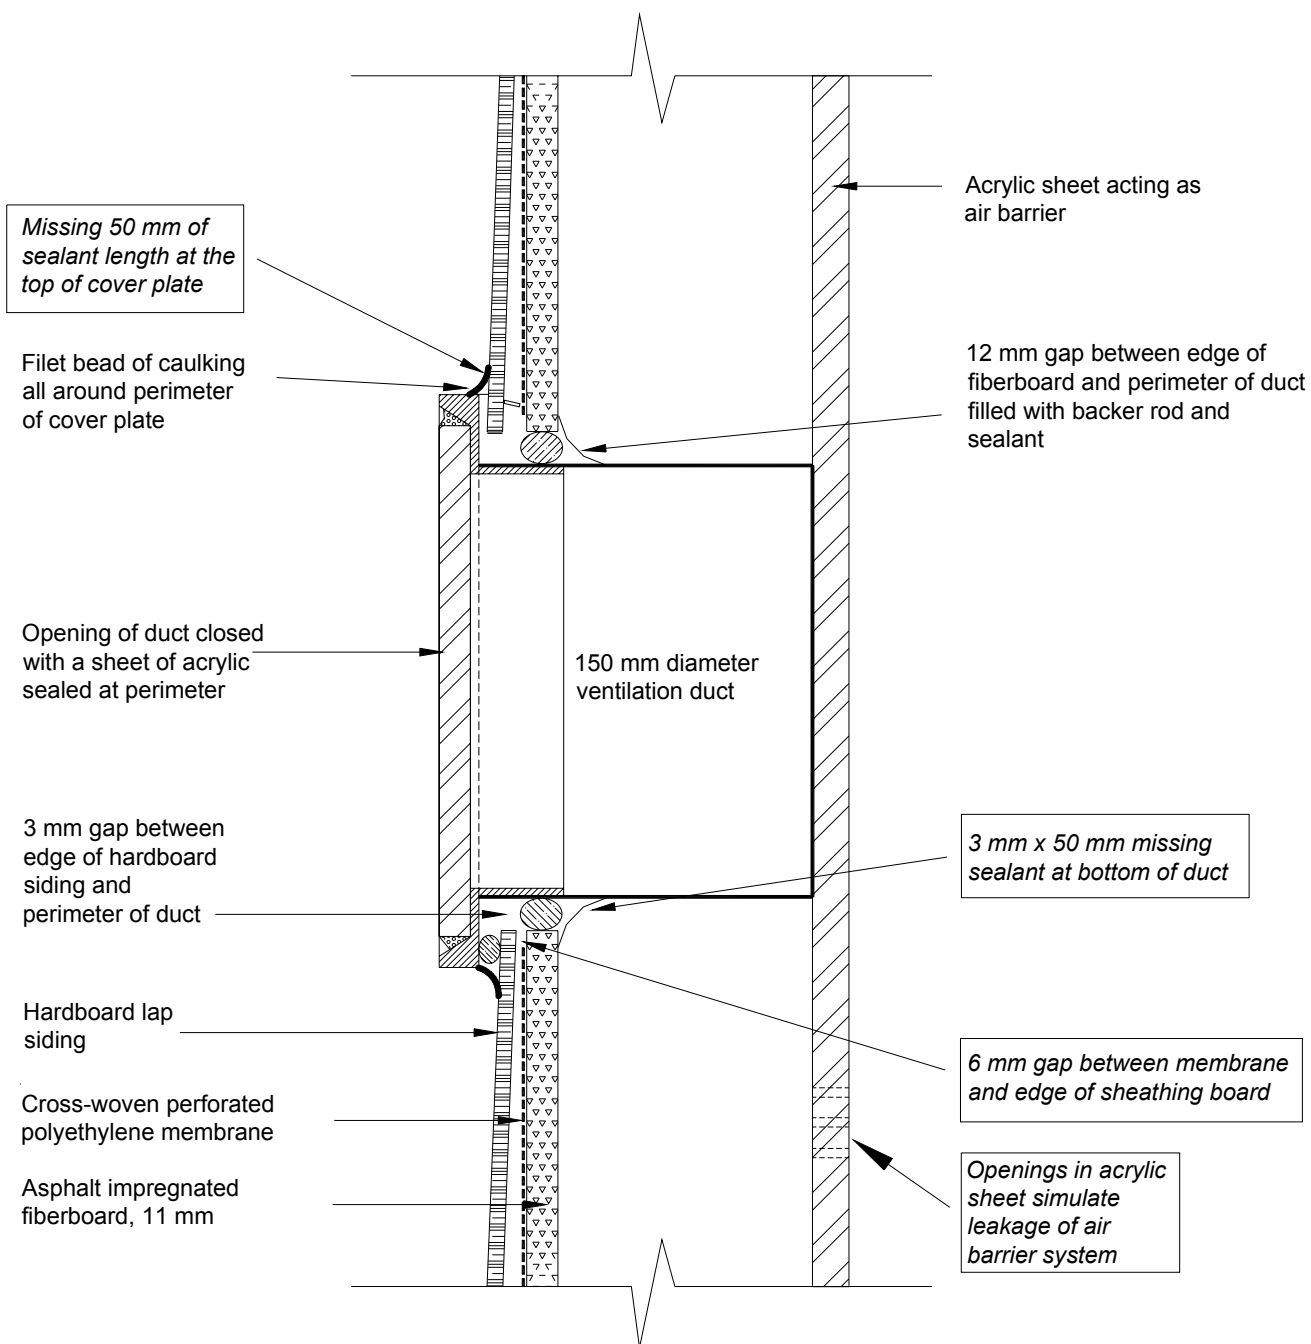 Missing 50 mm of
sealant length at the
top of cover plate
Filet bead of caulking
all around perimeter
of cover plate
Opening of duct closed
with a sheet of acrylic
sealed at perimeter
3 mm gap between
edge of hardboard
siding and
perimeter of duct
Hardboard lap
siding
Cross-woven perforated
polyethylene membrane
Asphalt impregnated
fiberboard, 11 mm
150 mm diameter
ventilation duct
Acrylic sheet acting as
air barrier
12 mm gap between edge of
fiberboard and perimeter of duct
filled with backer rod and
sealant
3 mm x 50 mm missing
sealant at bottom of duct
6 mm gap between membrane
and edge of sheathing board
Openings in acrylic
sheet simulate
leakage of air
barrier system